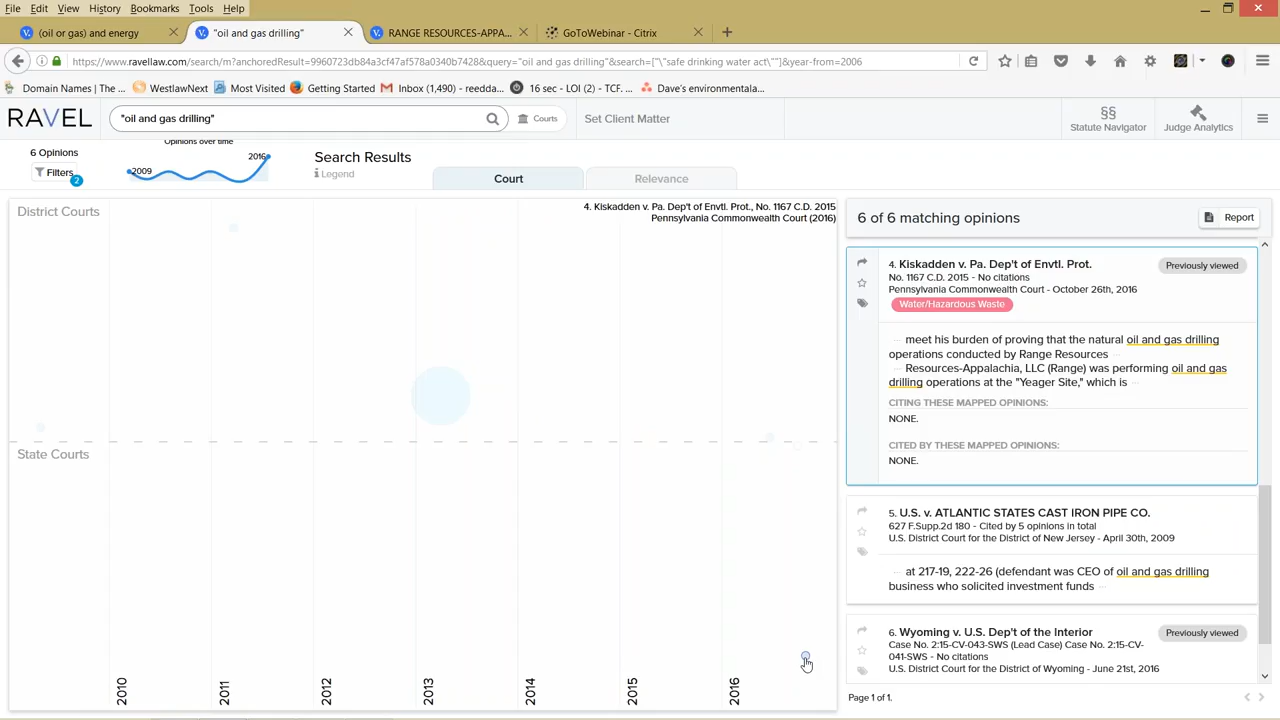 File Edit View History Bookmarks Tools Help
(oil or gas) and energy
"oil and gas drilling"
RANGE RESOURCES-APPA...
GoToWebinar - Citrix
https://www.ravellaw.com/search/m?anchoredResult=9960723db84a3cf47af578a0340b7428&query="oil and gas drilling"&search=["\"safe drinking water act\""]&year-from=2006
Domain Names | The ...
WestlawNext
Most Visited
Getting Started
Inbox (1,490) - reedda...
16 sec - LOI (2) - TCF. ...
Dave's environmentala...
RAVEL
"oil and gas drilling"
Courts
Set Client Matter
§§
Statute Navigator
Judge Analytics
6 Opinions
Filters
2
Opinions over time
2009
2016
Search Results
Legend
Court
Relevance
District Courts
4. Kiskadden v. Pa. Dep't of Envtl. Prot., No. 1167 C.D. 2015
Pennsylvania Commonwealth Court (2016)
State Courts
2010
2011
2012
2013
2014
2015
2016
6 of 6 matching opinions
Report
4. Kiskadden v. Pa. Dep't of Envtl. Prot.
Previously viewed
No. 1167 C.D. 2015 - No citations
Pennsylvania Commonwealth Court - October 26th, 2016
Water/Hazardous Waste
... meet his burden of proving that the natural oil and gas drilling
operations conducted by Range Resources ...
... Resources-Appalachia, LLC (Range) was performing oil and gas
drilling operations at the "Yeager Site," which is ...
CITING THESE MAPPED OPINIONS:
NONE.
CITED BY THESE MAPPED OPINIONS:
NONE.
5. U.S. v. ATLANTIC STATES CAST IRON PIPE CO.
627 F.Supp.2d 180 - Cited by 5 opinions in total
U.S. District Court for the District of New Jersey - April 30th, 2009
... at 217-19, 222-26 (defendant was CEO of oil and gas drilling
business who solicited investment funds ...
6. Wyoming v. U.S. Dep't of the Interior
Previously viewed
Case No. 2:15-CV-043-SWS (Lead Case) Case No. 2:15-CV-
041-SWS - No citations
U.S. District Court for the District of Wyoming - June 21st, 2016
Page 1 of 1.